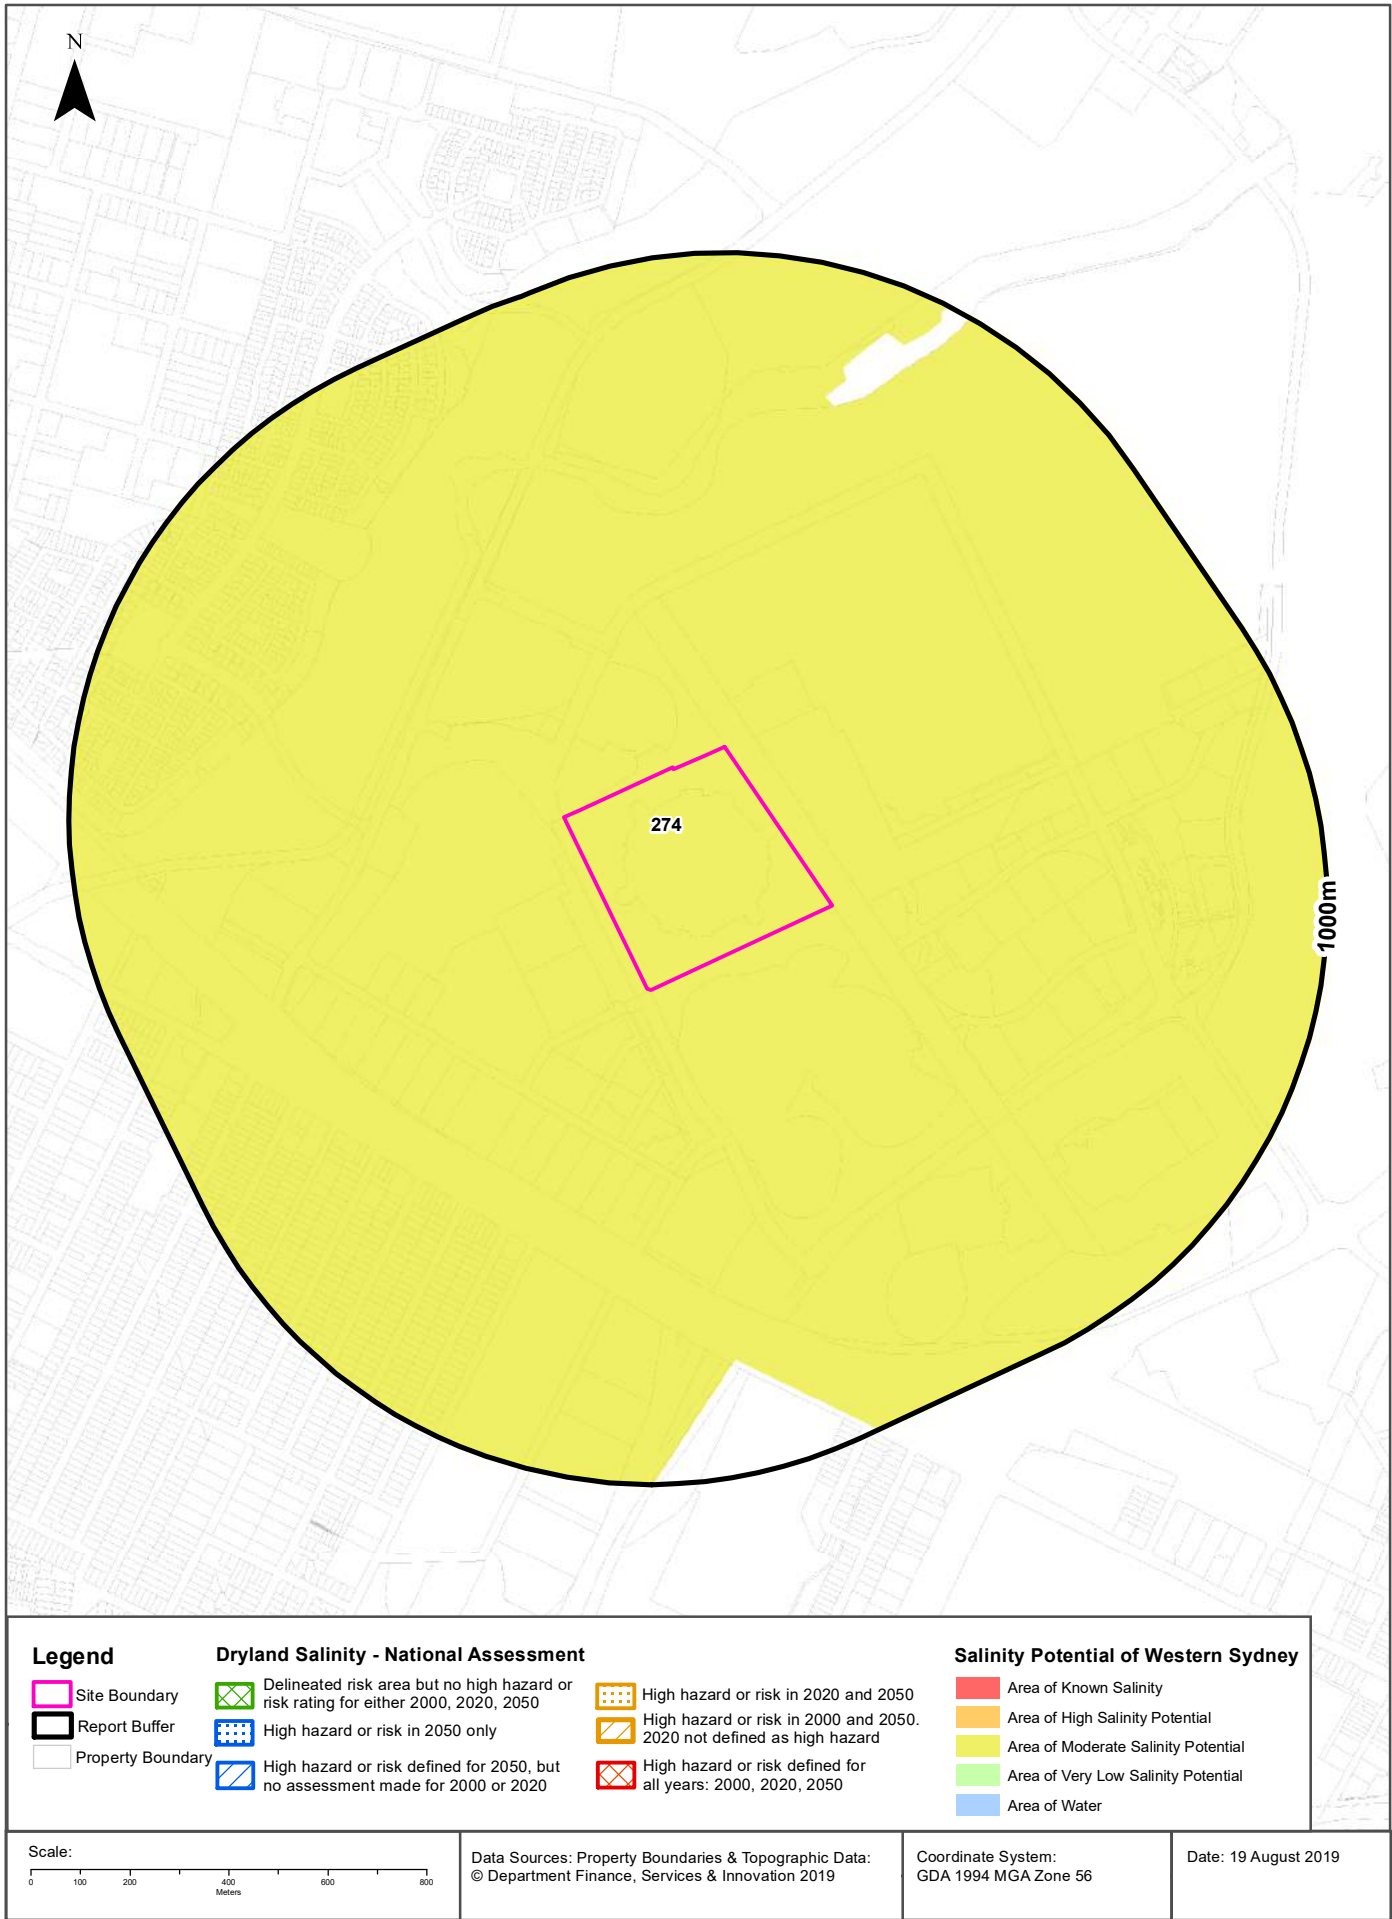 N
274
1000m
Legend
Site Boundary
Report Buffer
Property Boundary
Dryland Salinity - National Assessment
Delineated risk area but no high hazard or
risk rating for either 2000, 2020, 2050
High hazard or risk in 2050 only
High hazard or risk defined for 2050, but
no assessment made for 2000 or 2020
High hazard or risk in 2020 and 2050
High hazard or risk in 2000 and 2050.
2020 not defined as high hazard
High hazard or risk defined for
all years: 2000, 2020, 2050
Salinity Potential of Western Sydney
Area of Known Salinity
Area of High Salinity Potential
Area of Moderate Salinity Potential
Area of Very Low Salinity Potential
Area of Water
Scale:
0 100 200 400 600 800
Meters
Data Sources: Property Boundaries & Topographic Data:
© Department Finance, Services & Innovation 2019
Coordinate System:
GDA 1994 MGA Zone 56
Date: 19 August 2019